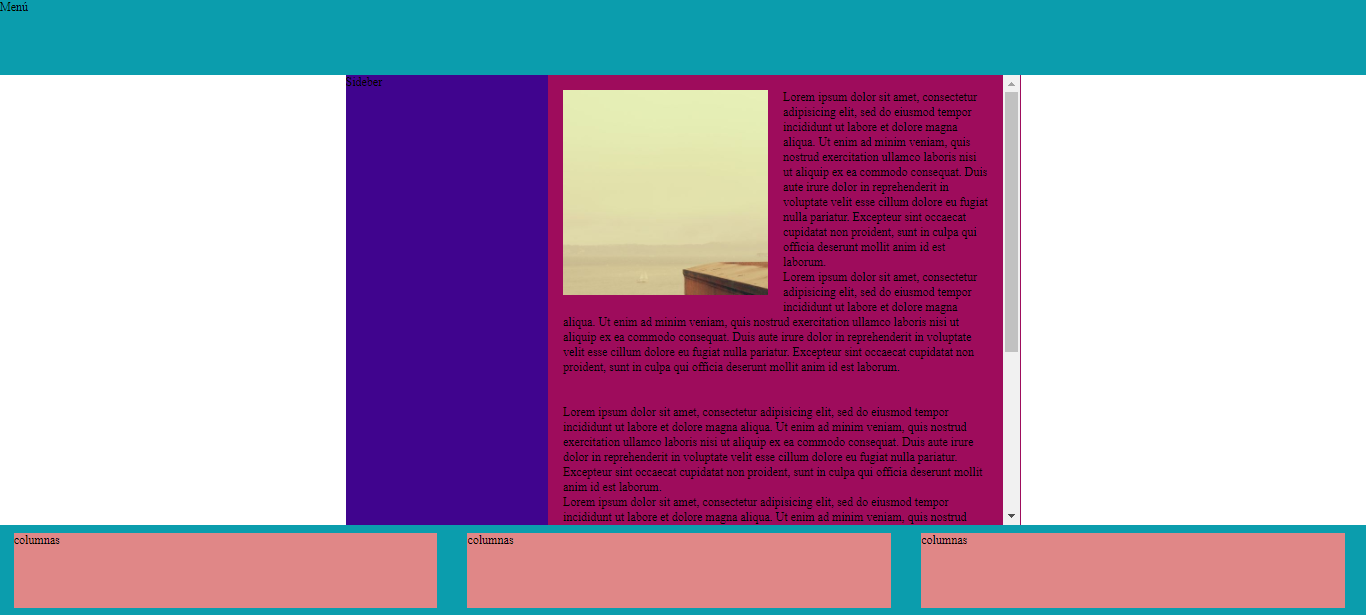 Menú
Sideber
Lorem ipsum dolor sit amet, consectetur
adipisicing elit, sed do eiusmod tempor
incididunt ut labore et dolore magna
aliqua. Ut enim ad minim veniam, quis
nostrud exercitation ullamco laboris nisi
ut aliquip ex ea commodo consequat. Duis
aute irure dolor in reprehenderit in
voluptate velit esse cillum dolore eu fugiat
nulla pariatur. Excepteur sint occaecat
cupidatat non proident, sunt in culpa qui
officia deserunt mollit anim id est
laborum.
Lorem ipsum dolor sit amet, consectetur
adipisicing elit, sed do eiusmod tempor
incididunt ut labore et dolore magna
aliqua. Ut enim ad minim veniam, quis nostrud exercitation ullamco laboris nisi ut
aliquip ex ea commodo consequat. Duis aute irure dolor in reprehenderit in voluptate
velit esse cillum dolore eu fugiat nulla pariatur. Excepteur sint occaecat cupidatat non
proident, sunt in culpa qui officia deserunt mollit anim id est laborum.
Lorem ipsum dolor sit amet, consectetur adipisicing elit, sed do eiusmod tempor
incididunt ut labore et dolore magna aliqua. Ut enim ad minim veniam, quis nostrud
exercitation ullamco laboris nisi ut aliquip ex ea commodo consequat. Duis aute irure
dolor in reprehenderit in voluptate velit esse cillum dolore eu fugiat nulla pariatur.
Excepteur sint occaecat cupidatat non proident, sunt in culpa qui officia deserunt mollit
anim id est laborum.
Lorem ipsum dolor sit amet, consectetur adipisicing elit, sed do eiusmod tempor
incididunt ut labore et dolore magna aliqua. Ut enim ad minim veniam, quis nostrud
columnas
columnas
columnas